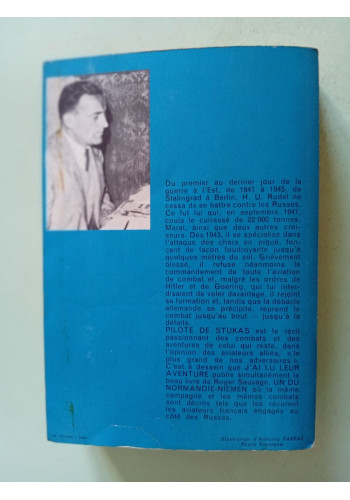 Du premier au dernier jour de la
guerre à l'Est, de 1941 à 1945, de
Stalingrad à Berlin, H. U. Rudel ne
cessa de se battre contre les Russes.
Ce fut lui qui, en septembre 1941,
coula le cuirassé de 22 000 tonnes,
Marat, ainsi que deux autres croi-
seurs. Dès 1943, il se spécialise dans
l'attaque des chars en piqué, fon-
çant de façon foudroyante jusqu'à
quelques mètres du sol. Grièvement
blessé, il refuse néanmoins le
commandement de toute l'aviation
de combat et, malgré les ordres de
Hitler et de Goering, qui lui inter-
disaient de voler davantage, il rejoint
sa formation et, tandis que la débâcle
allemande se précipite, reprend le
combat jusqu'au bout — jusqu'à la
défaite.
PILOTE DE STUKAS est le récit
passionnant des combats et des
aventures de celui qui reste, dans
l'opinion des aviateurs alliés, « le
plus grand de nos adversaires ».
C'est à dessein que J'AI LU LEUR
AVENTURE publie simultanément le
beau livre de Roger Sauvage, UN DU
NORMANDIE-NIEMEN où la même
campagne et les mêmes combats
sont décrits tels que les vécurent
les aviateurs français engagés au
côté des Russes.
Illustration d'Antonio PARRAS
Photo